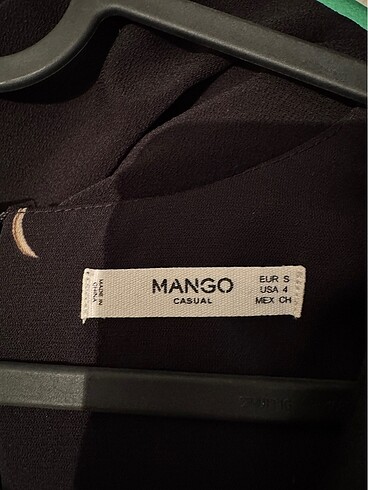 MADE IN
CHINA
MANGO
CASUAL
EUR S
USA 4
MEX CH